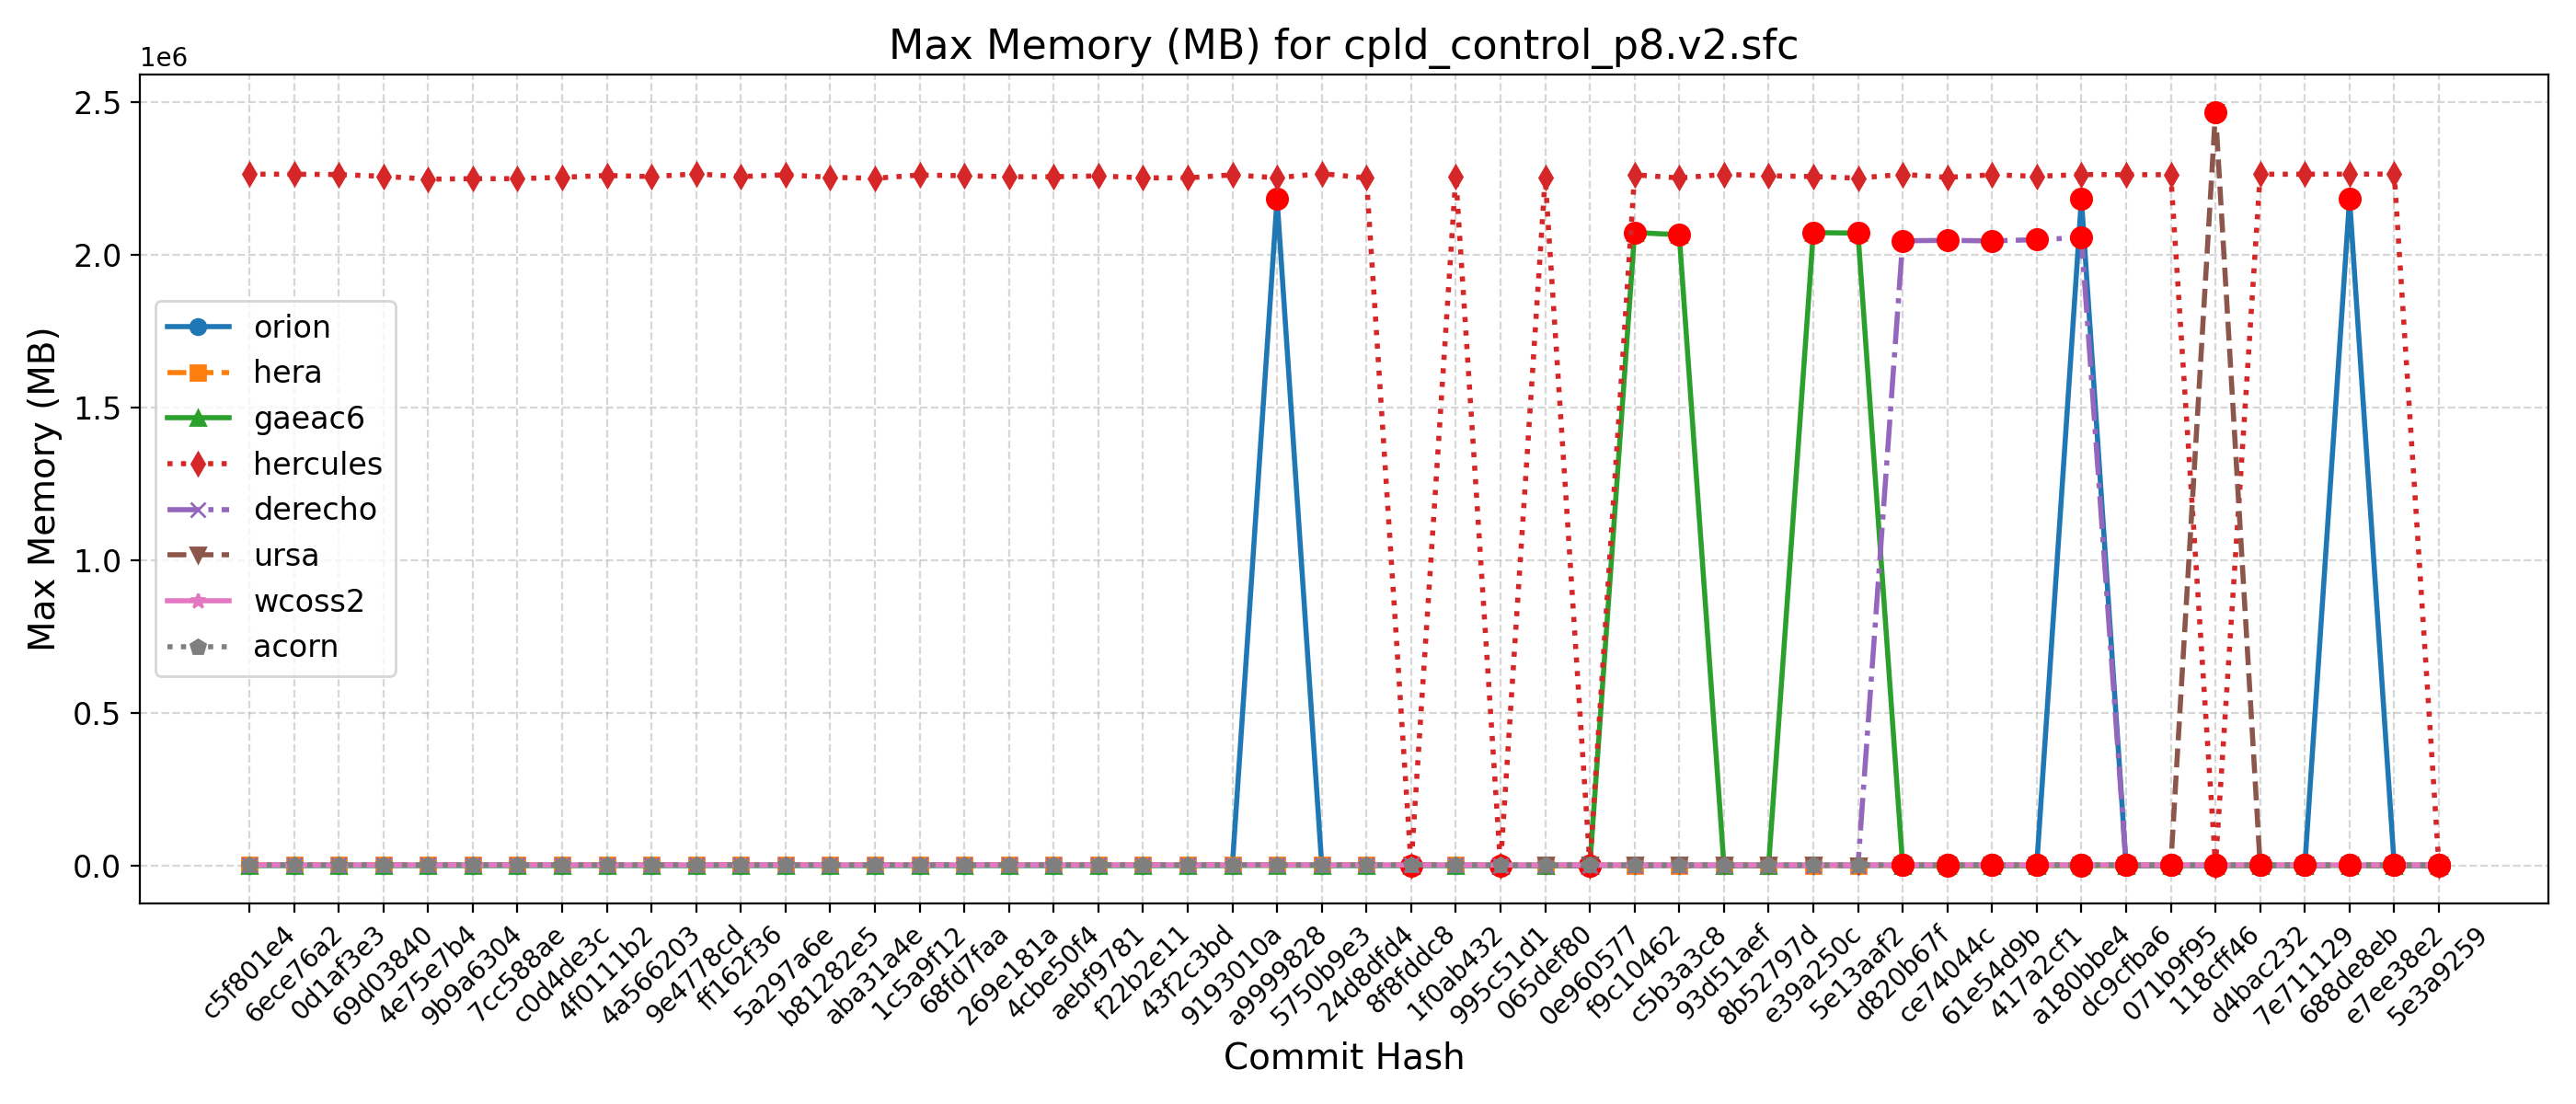 Max Memory (MB) for cpld_control_p8.v2.sfc
1e6
2.5
2.0
1.5
1.0
0.5
0.0
Max Memory (MB)
orion
hera
gaeac6
hercules
derecho
ursa
wcoss2
acorn
c5f801e4
6ece76a2
0d1af3e3
69d03840
4e75e7b4
9b9a6304
7cc588ae
c0d4de3c
4f0111b2
4a566203
9e4778cd
ff162f36
5a297a6e
b81282e5
aba31a4e
1c5a9f12
68fd7faa
269e181a
4cbe50f4
aebf9781
f22b2e11
43f2c3bd
9193010a
a9999828
5750b9e3
24d8dfd4
8f8fddc8
1f0ab432
995c51d1
065def80
0e960577
f9c10462
c5b3a3c8
93d51aef
8b52797d
e39a250c
5e13aaf2
d820b67f
ce74044c
61e54d9b
417a2cf1
a180bbe4
dc9cfba6
071b9f95
118cff46
d4bac232
7e711129
688de8eb
e7ee38e2
5e3a9259
Commit Hash